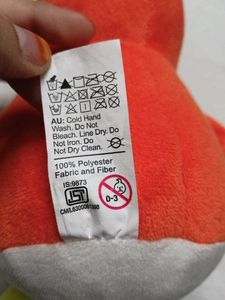 AU: Cold Hand
Wash. Do Not
Bleach. Line Dry. Do
Not Iron. Do
Not Dry Clean.
100% Polyester
Fabric and Fiber
IS:9873
0-3